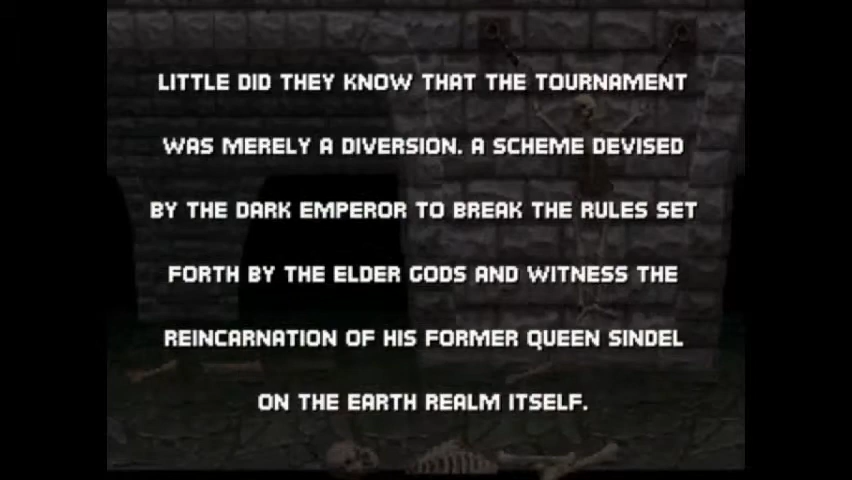 LITTLE DID THEY KNOW THAT THE TOURNAMENT
WAS MERELY A DIVERSION. A SCHEME DEVISED
BY THE DARK EMPEROR TO BREAK THE RULES SET
FORTH BY THE ELDER GODS AND WITNESS THE
REINCARNATION OF HIS FORMER QUEEN SINDEL
ON THE EARTH REALM ITSELF.